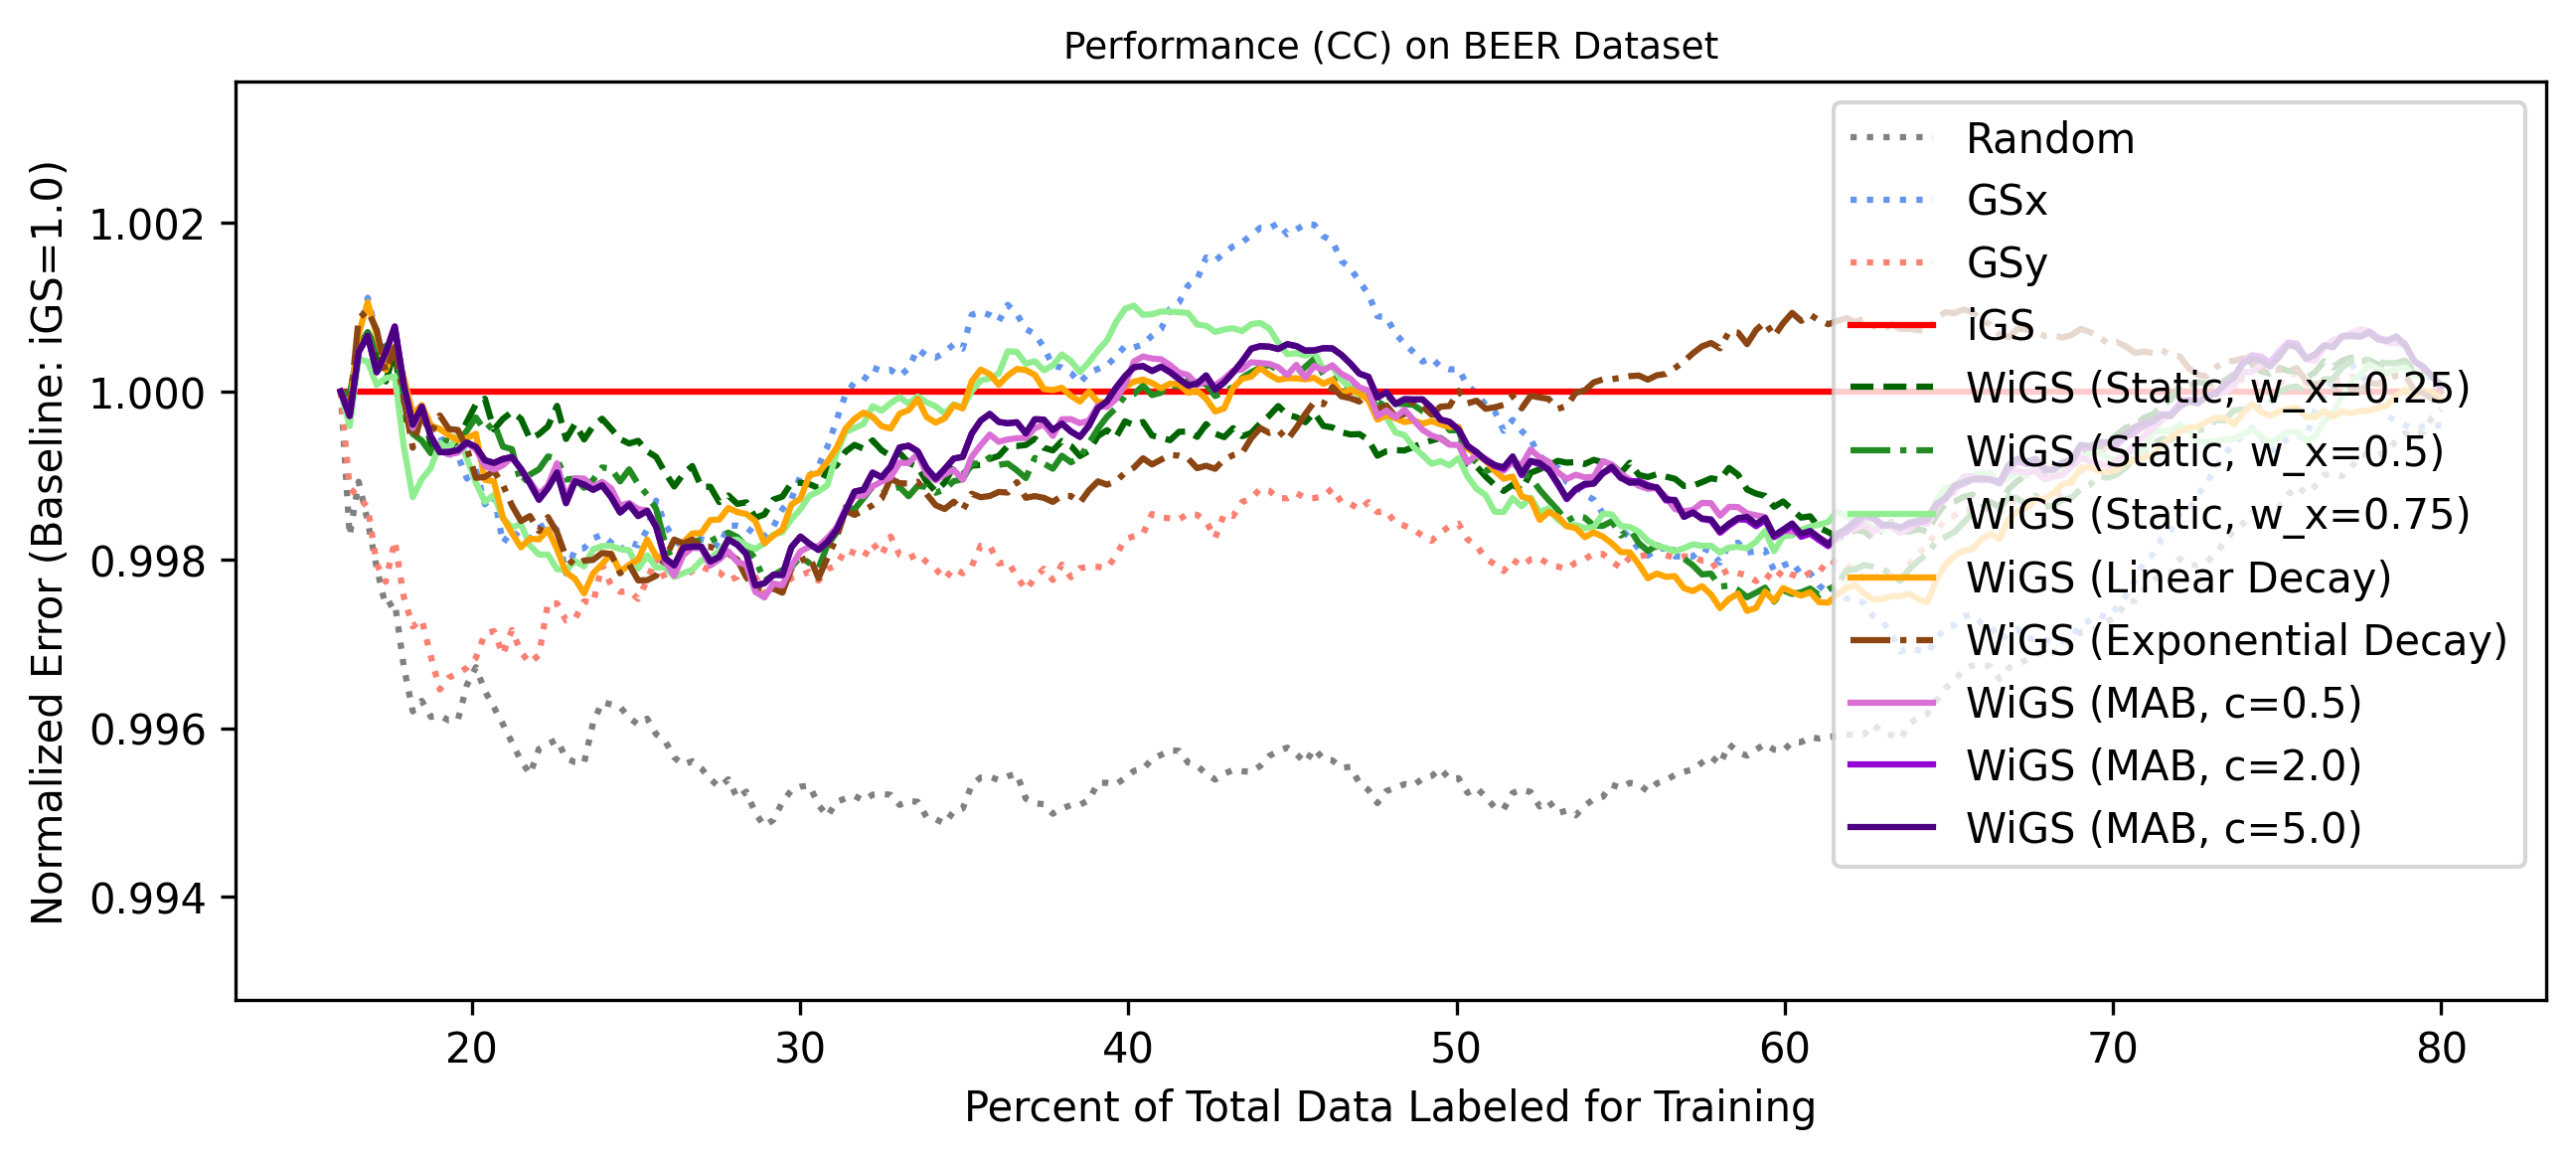 Performance (CC) on BEER Dataset
Normalized Error (Baseline: iGS=1.0)
1.002
1.000
0.998
0.996
0.994
20 30 40 50 60 70 80
Percent of Total Data Labeled for Training
Random
GSx
GSy
iGS
WiGS (Static, w_x=0.25)
WiGS (Static, w_x=0.5)
WiGS (Static, w_x=0.75)
WiGS (Linear Decay)
WiGS (Exponential Decay)
WiGS (MAB, c=0.5)
WiGS (MAB, c=2.0)
WiGS (MAB, c=5.0)